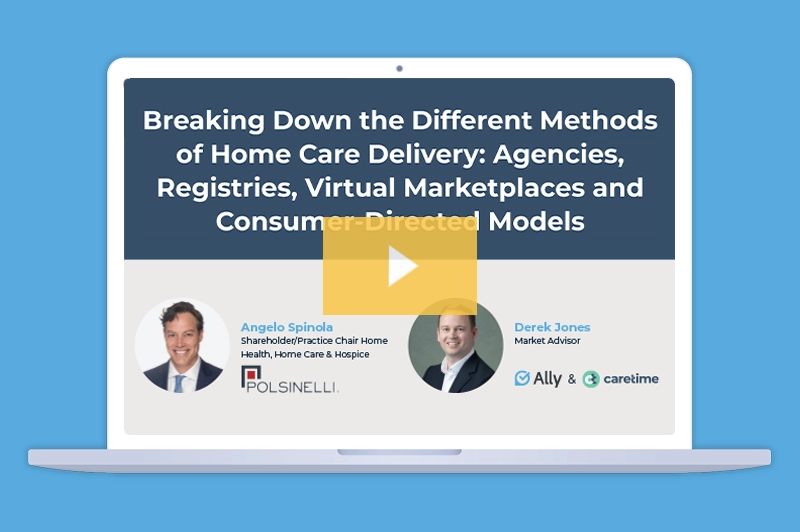 Breaking Down the Different Methods
of Home Care Delivery: Agencies,
Registries, Virtual Marketplaces and
Consumer-Directed Models
Angelo Spinola
Shareholder/Practice Chair Home
Health, Home Care & Hospice
POLSINELLI
Derek Jones
Market Advisor
Ally & caretime